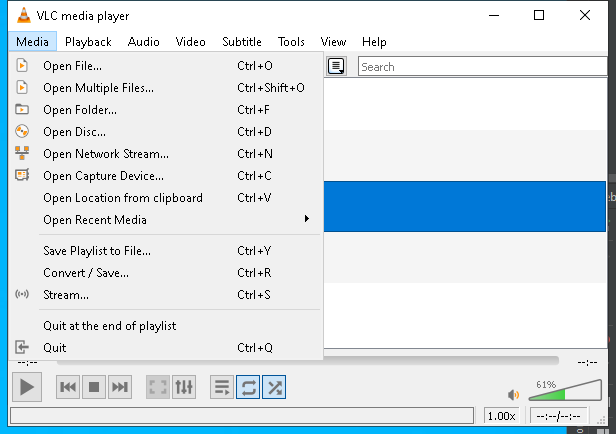 VLC media player
Media Playback Audio Video Subtitle Tools View Help
Open File... Ctrl+O
Search
Open Multiple Files... Ctrl+Shift+O
Open Folder... Ctrl+F
Open Disc... Ctrl+D
Open Network Stream... Ctrl+N
Open Capture Device... Ctrl+C
Open Location from clipboard Ctrl+V
Open Recent Media
Save Playlist to File... Ctrl+Y
Convert / Save... Ctrl+R
Stream... Ctrl+S
Quit at the end of playlist
Quit Ctrl+Q
--:-- --:--
61%
1.00x --:--/--:--